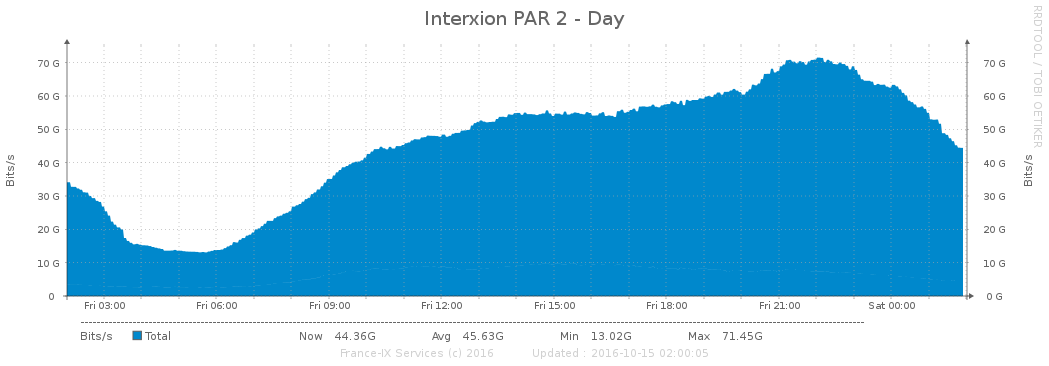 Interxion PAR 2 - Day
RRDTOOL / TOBI OETIKER
Bits/s
70 G
60 G
50 G
40 G
30 G
20 G
10 G
0
70 G
60 G
50 G
40 G
30 G
20 G
10 G
0 G
Bits/s
Fri 03:00 Fri 06:00 Fri 09:00 Fri 12:00 Fri 15:00 Fri 18:00 Fri 21:00 Sat 00:00
Bits/s Total Now 44.36G Avg 45.63G Min 13.02G Max 71.45G
France-IX Services (c) 2016 Updated : 2016-10-15 02:00:05